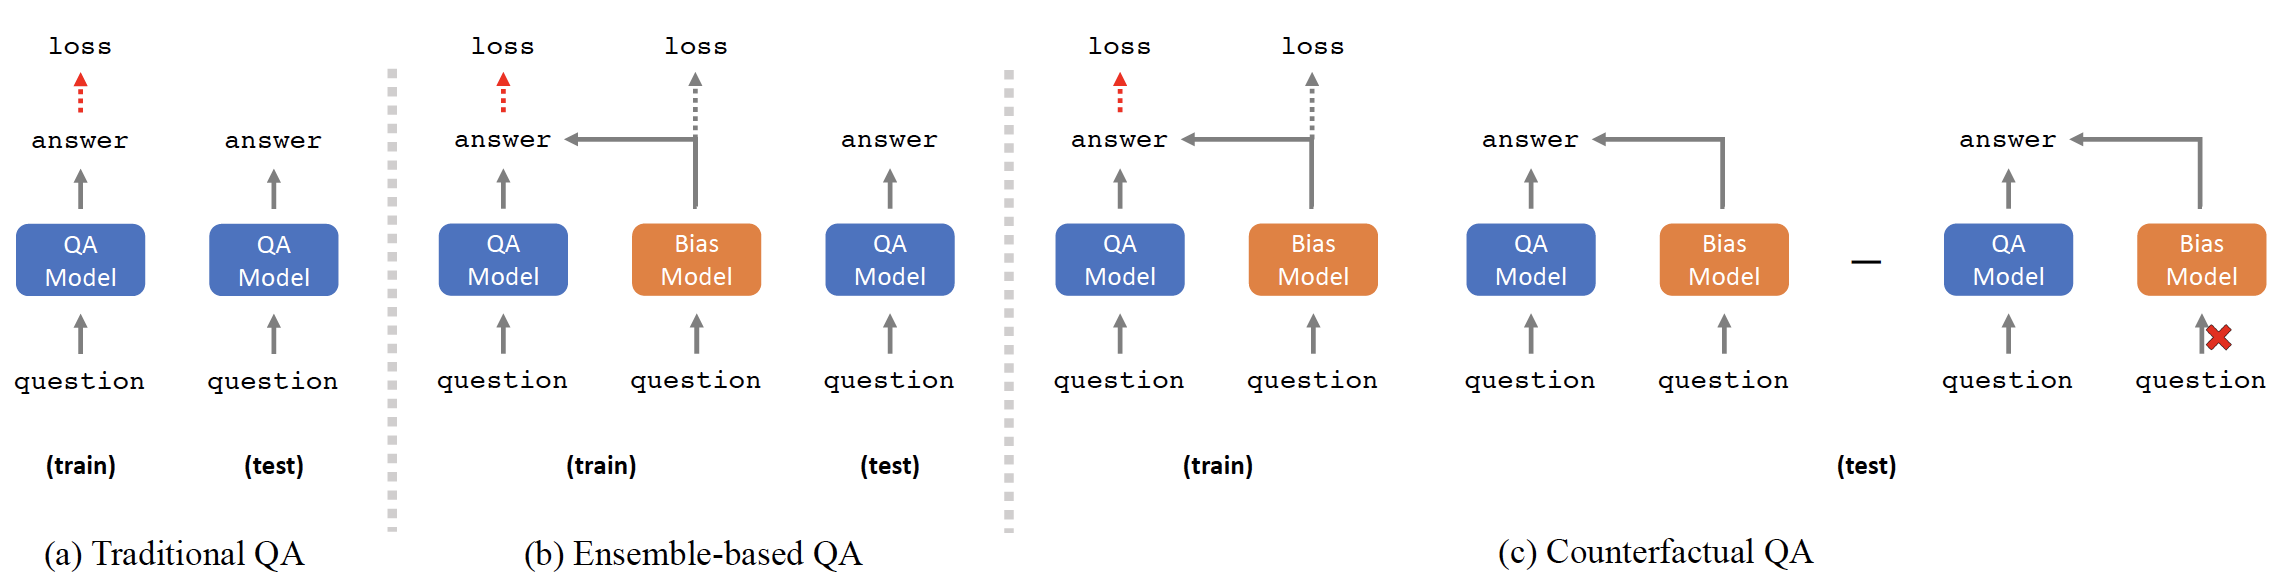 loss
loss
loss
loss
loss
answer
answer
answer
answer
answer
answer
answer
QA
Model
QA
Model
QA
Model
Bias
Model
QA
Model
QA
Model
Bias
Model
QA
Model
Bias
Model
–
QA
Model
Bias
Model
question
question
question
question
question
question
question
question
question
question
question
(train)
(test)
(train)
(test)
(train)
(test)
(a) Traditional QA
(b) Ensemble-based QA
(c) Counterfactual QA